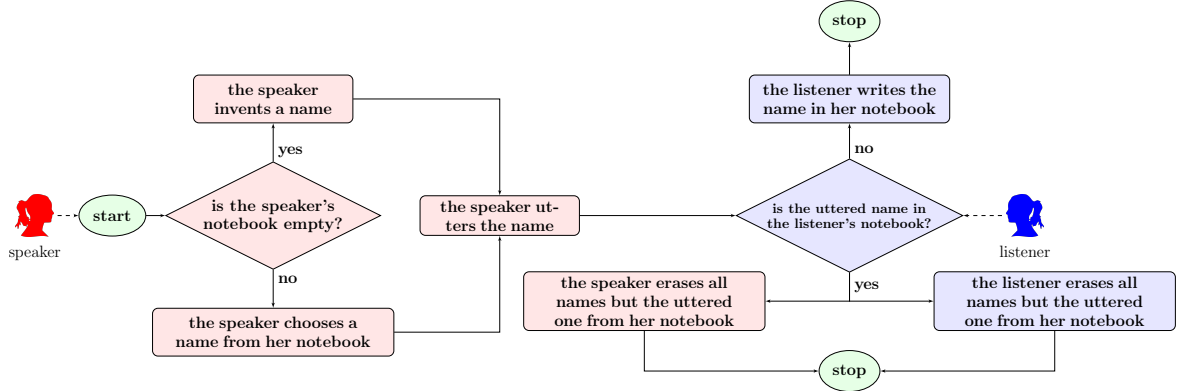 stop
the speaker
invents a name
the listener writes the
name in her notebook
yes
no
start
is the speaker's
notebook empty?
the speaker ut-
ters the name
is the uttered name in
the listener's notebook?
speaker
listener
no
yes
the speaker chooses a
name from her notebook
the speaker erases all
names but the uttered
one from her notebook
the listener erases all
names but the uttered
one from her notebook
stop